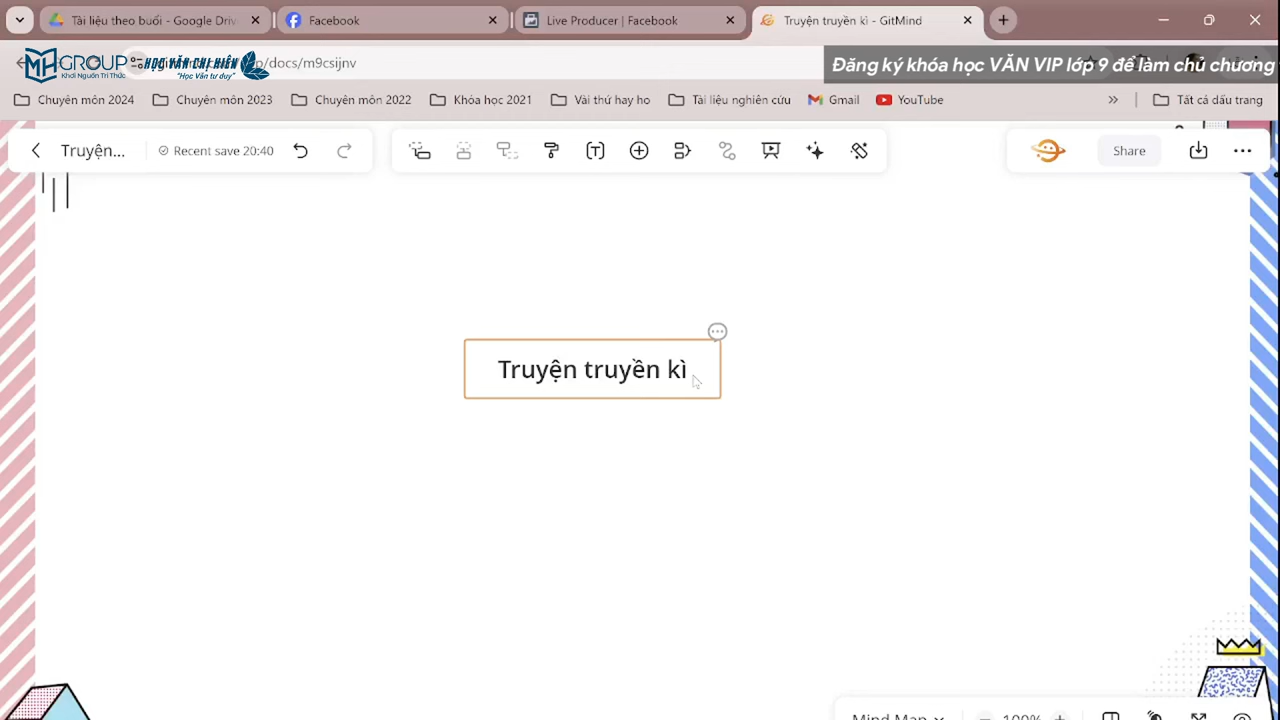 Tài liệu theo buổi - Google Driv
Facebook
Live Producer | Facebook
Truyện truyền kì - GitMind
MH GROUP
Khơi Nguồn Tri Thức
HỌC VĂN CHỊ HIÊN
"Học Văn tư duy"
/docs/m9csijnv
Đăng ký khóa học VĂN VIP lớp 9 để làm chủ chương
Chuyên môn 2024
Chuyên môn 2023
Chuyên môn 2022
Khóa học 2021
Vài thứ hay ho
Tài liệu nghiên cứu
Gmail
YouTube
Tất cả dấu trang
Truyện...
Recent save 20:40
Share
Truyện truyền kì
Mind Map
100%